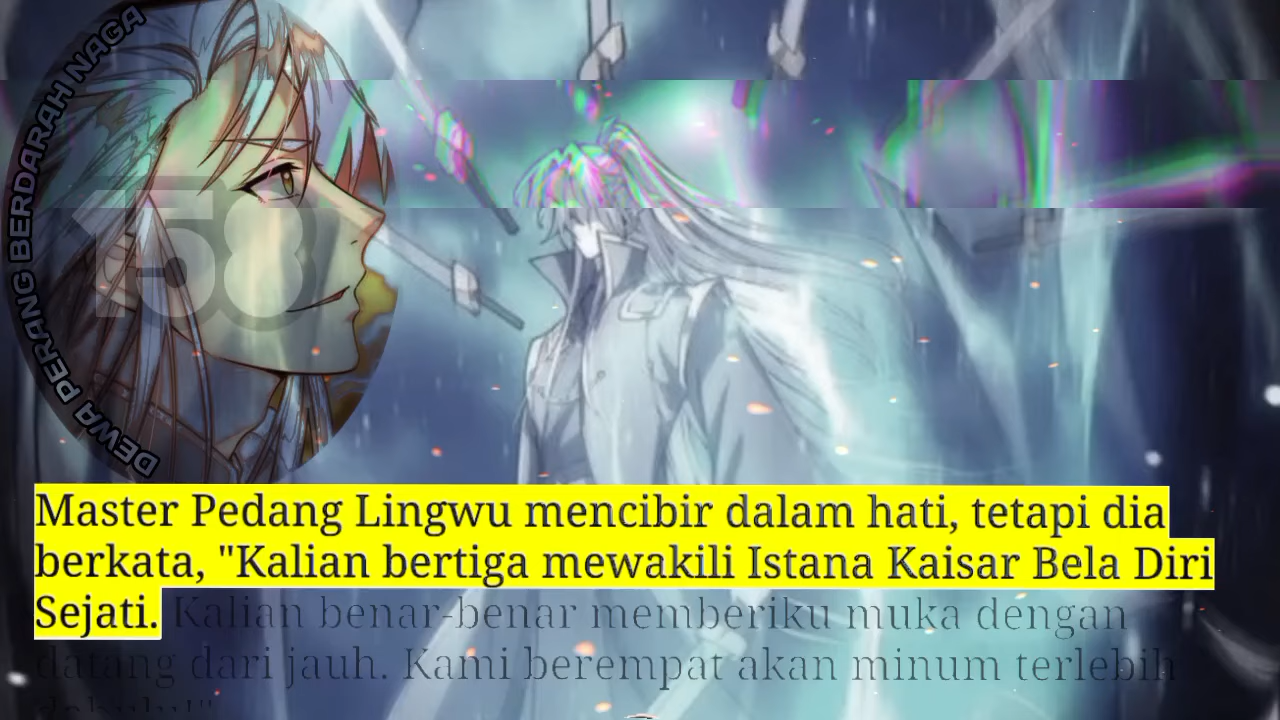 DEWA PERANG BERDARAH NAGA
158
Master Pedang Lingwu mencibir dalam hati, tetapi dia
berkata, "Kalian bertiga mewakili Istana Kaisar Bela Diri
Sejati. Kalian benar-benar memberiku muka dengan
datang dari jauh. Kami berempat akan minum terlebih
dahulu!"